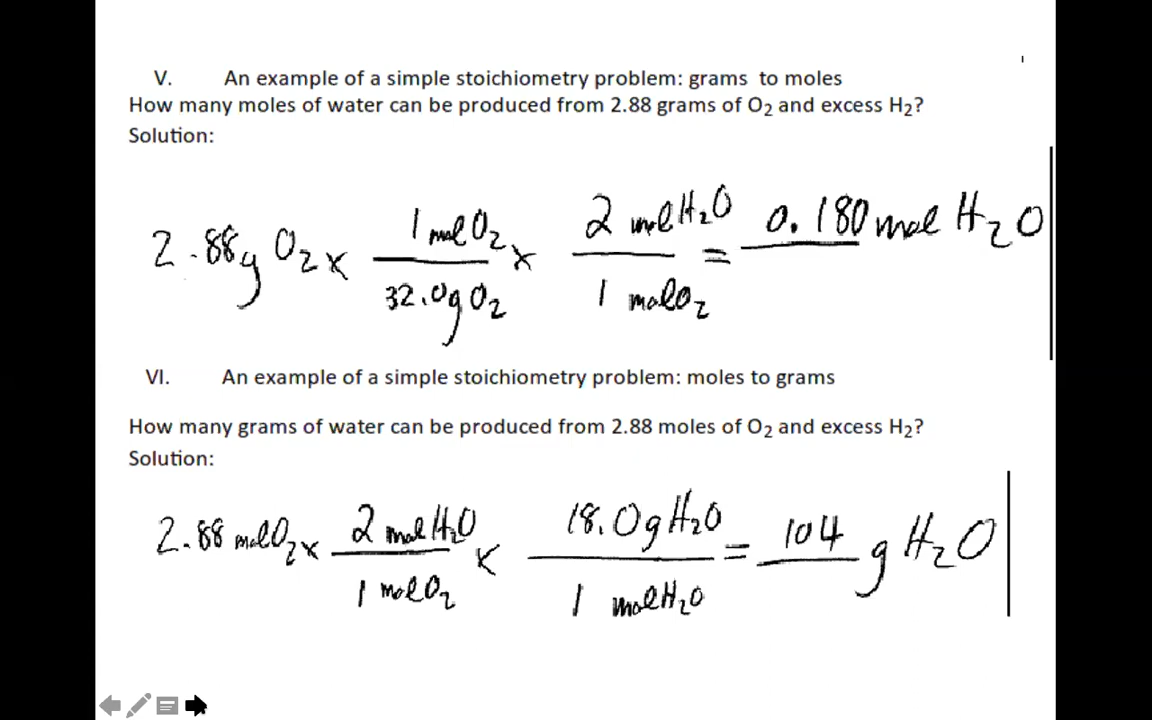 V. An example of a simple stoichiometry problem: grams to moles
How many moles of water can be produced from 2.88 grams of O₂ and excess H₂?
Solution:
2.88g O₂ x 1 mol O₂ / 32.0g O₂ x 2 mol H₂O / 1 mol O₂ = 0.180 mol H₂O
VI. An example of a simple stoichiometry problem: moles to grams
How many grams of water can be produced from 2.88 moles of O₂ and excess H₂?
Solution:
2.88 mol O₂ x 2 mol H₂O / 1 mol O₂ x 18.0g H₂O / 1 mol H₂O = 104 g H₂O